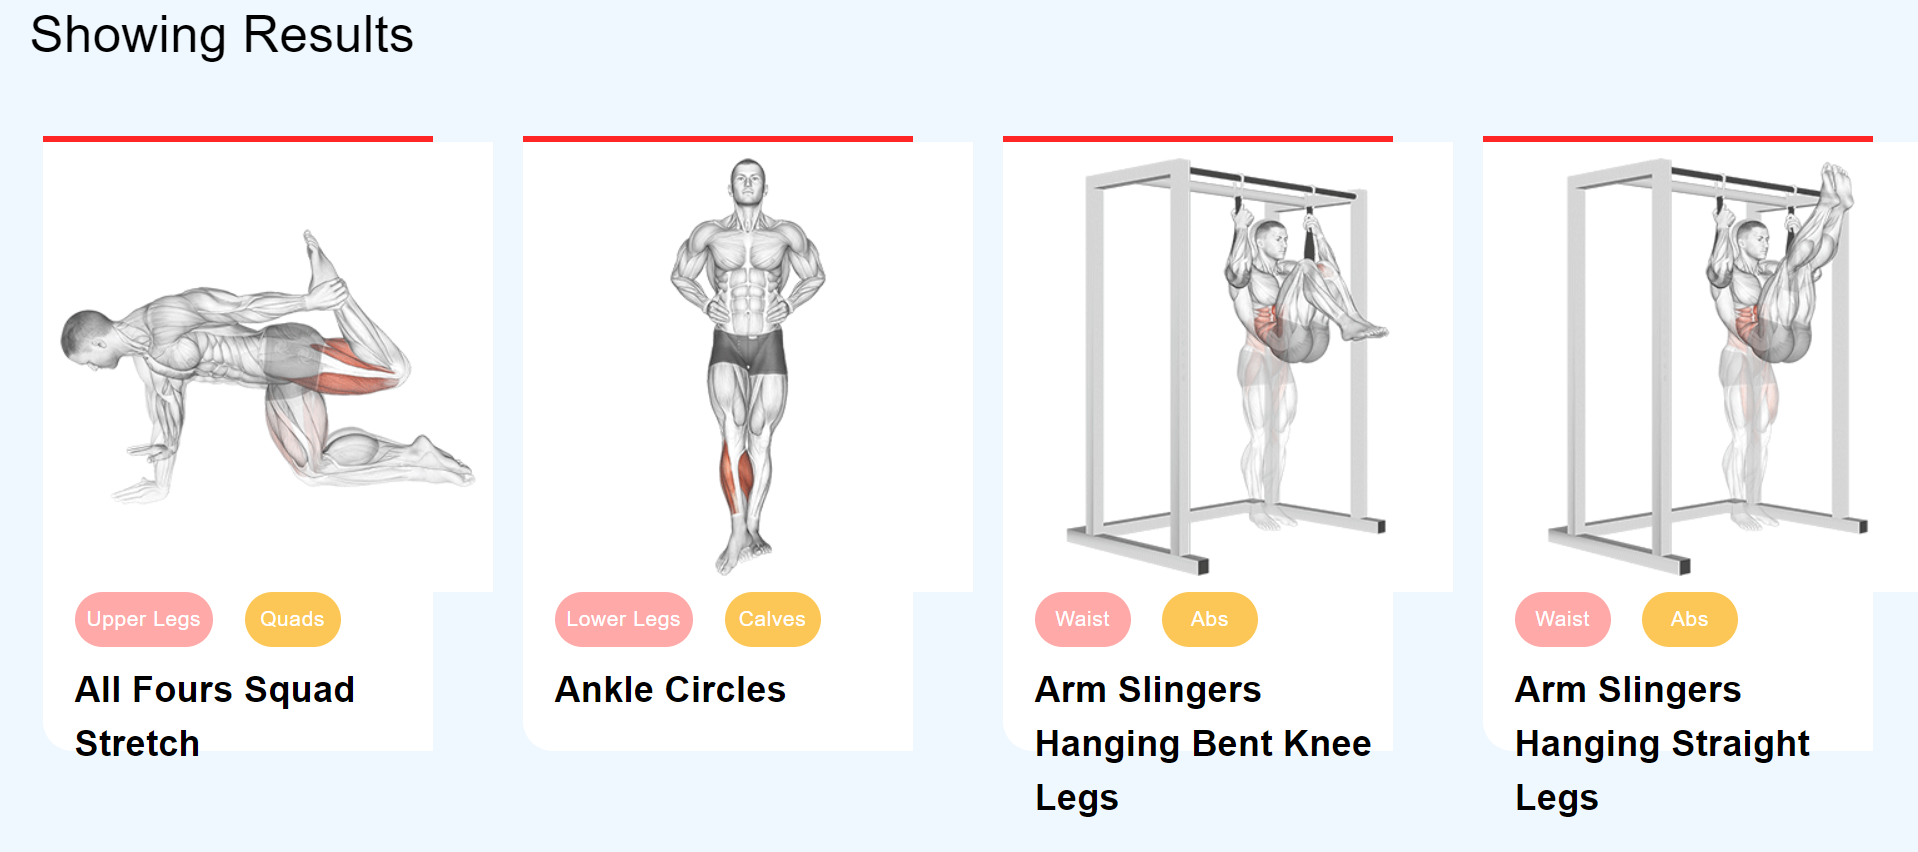 Showing Results
Upper Legs Quads
All Fours Squad
Stretch
Lower Legs Calves
Ankle Circles
Waist Abs
Arm Slingers
Hanging Bent Knee
Legs
Waist Abs
Arm Slingers
Hanging Straight
Legs